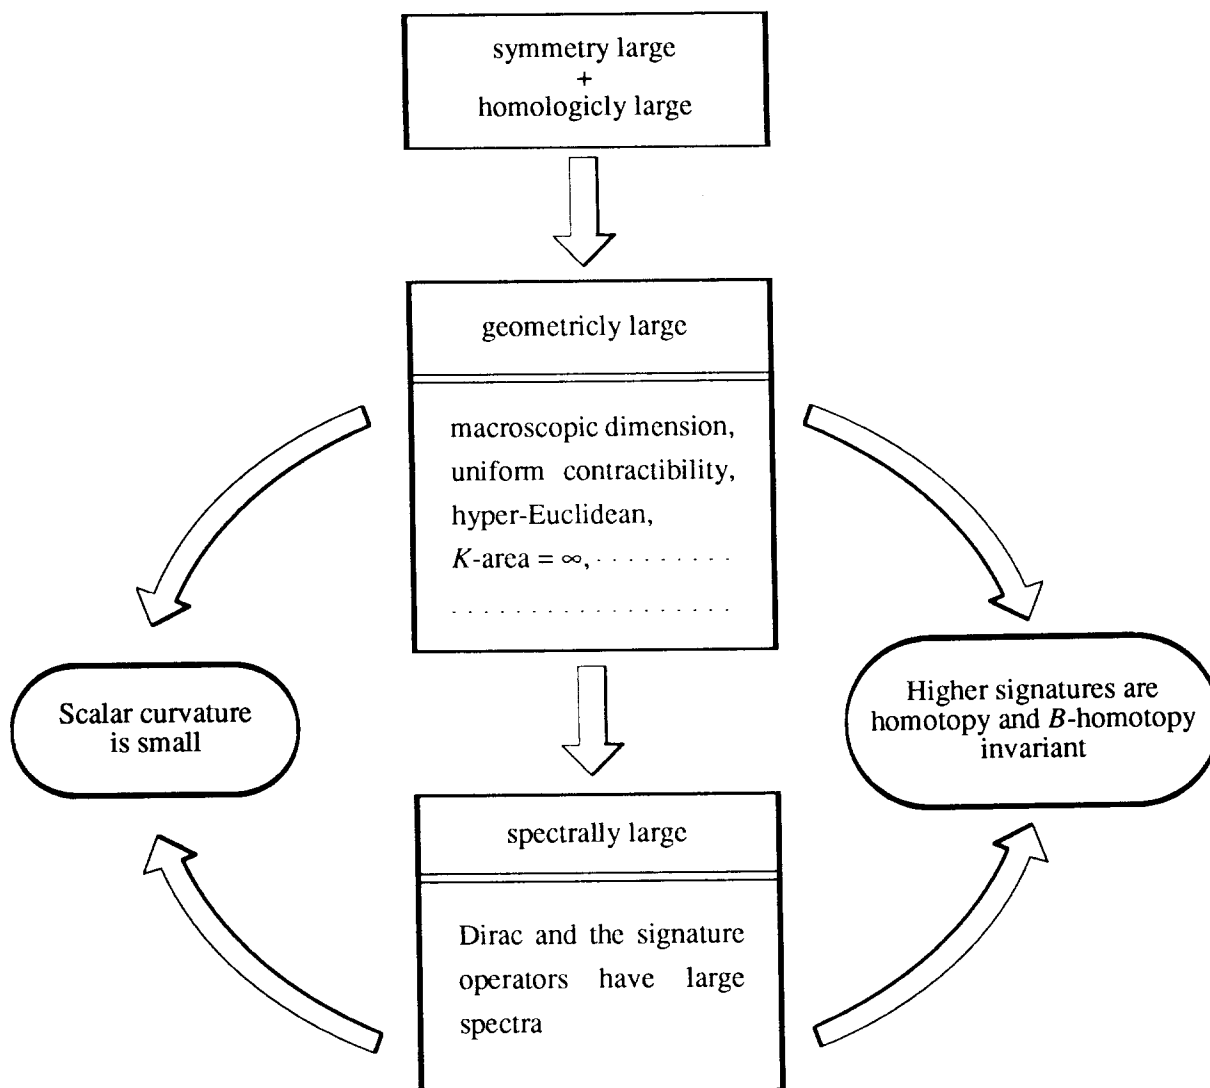 symmetry large
+
homologicly large
geometricly large
macroscopic dimension,
uniform contractibility,
hyper-Euclidean,
K-area = ∞, . . . . . . . . .
. . . . . . . . . . . . . . . . . .
Scalar curvature
is small
Higher signatures are
homotopy and B-homotopy
invariant
spectrally large
Dirac and the signature
operators have large
spectra